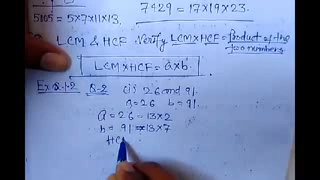 5105 = 5×7×11×13.
7429 = 17×19×23.
LCM & HCF. Verify LCM×HCF = Product of the two numbers
LCM×HCF = a×b.
Ex 1.2 Q-2 (i) 26 and 91
a=26 b=91
a = 26 = 13×2
b = 91 = 13×7
HC